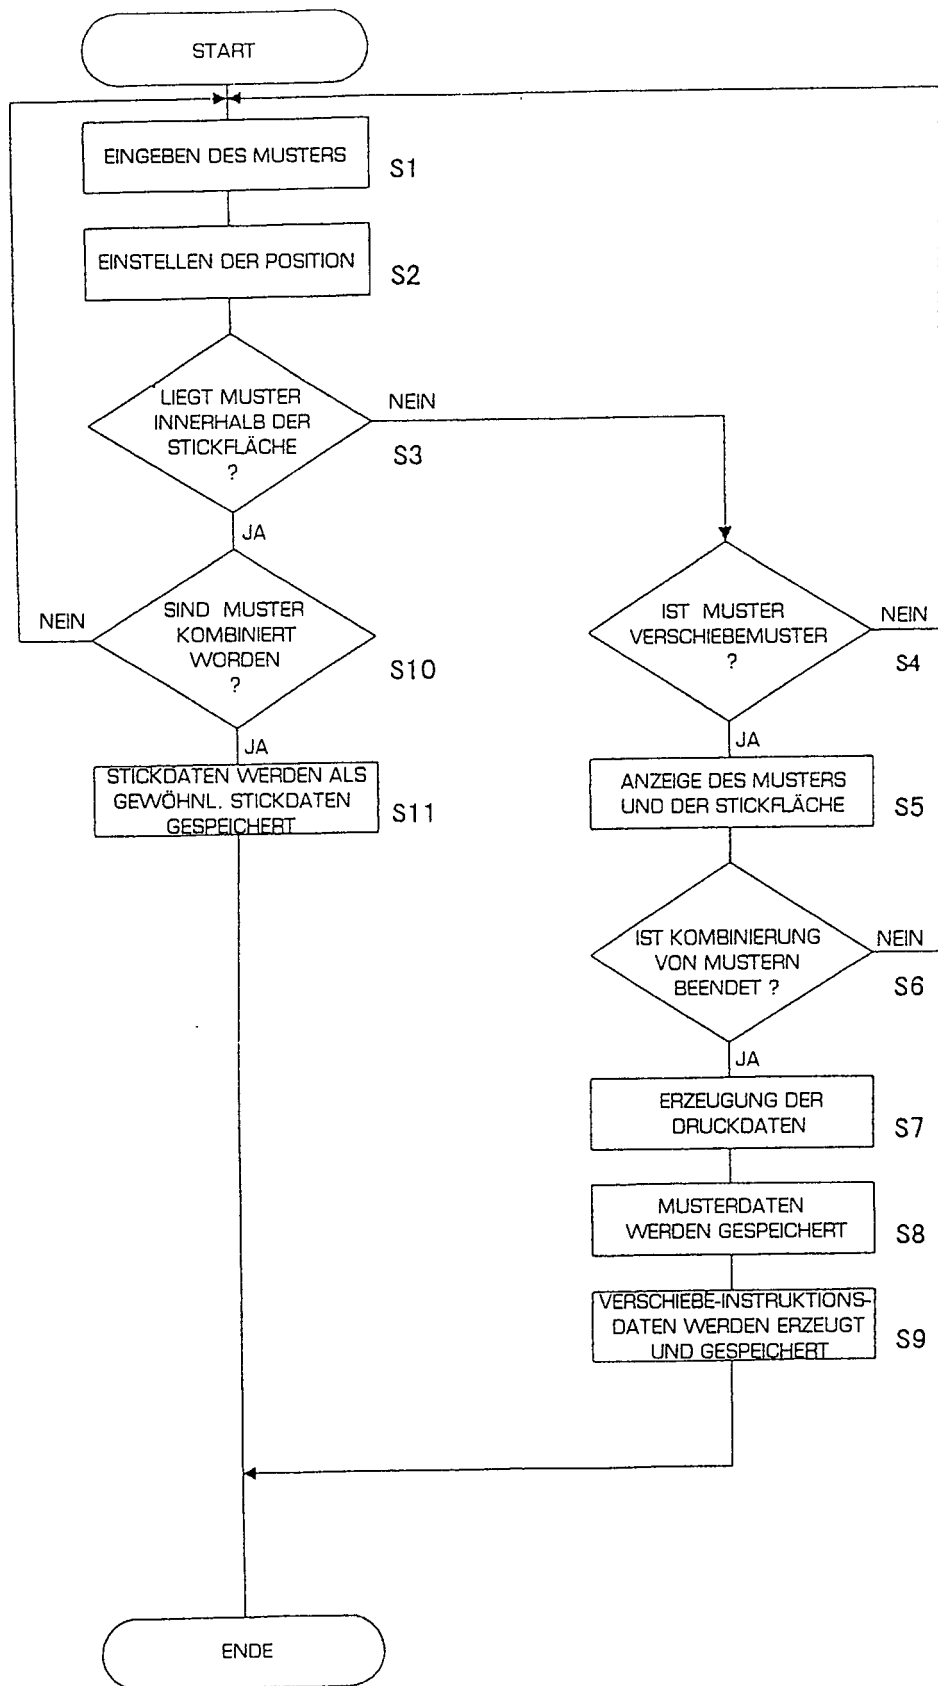 START
EINGEBEN DES MUSTERS
S1
EINSTELLEN DER POSITION
S2
LIEGT MUSTER
INNERHALB DER
STICKFLÄCHE
?
NEIN
S3
JA
SIND MUSTER
KOMBINIERT
WORDEN
?
NEIN
S10
JA
STICKDATEN WERDEN ALS
GEWÖHNL. STICKDATEN
GESPEICHERT
S11
IST MUSTER
VERSCHIEBEMUSTER
?
NEIN
S4
JA
ANZEIGE DES MUSTERS
UND DER STICKFLÄCHE
S5
IST KOMBINIERUNG
VON MUSTERN
BEENDET ?
NEIN
S6
JA
ERZEUGUNG DER
DRUCKDATEN
S7
MUSTERDATEN
WERDEN GESPEICHERT
S8
VERSCHIEBE-INSTRUKTIONS-
DATEN WERDEN ERZEUGT
UND GESPEICHERT
S9
ENDE